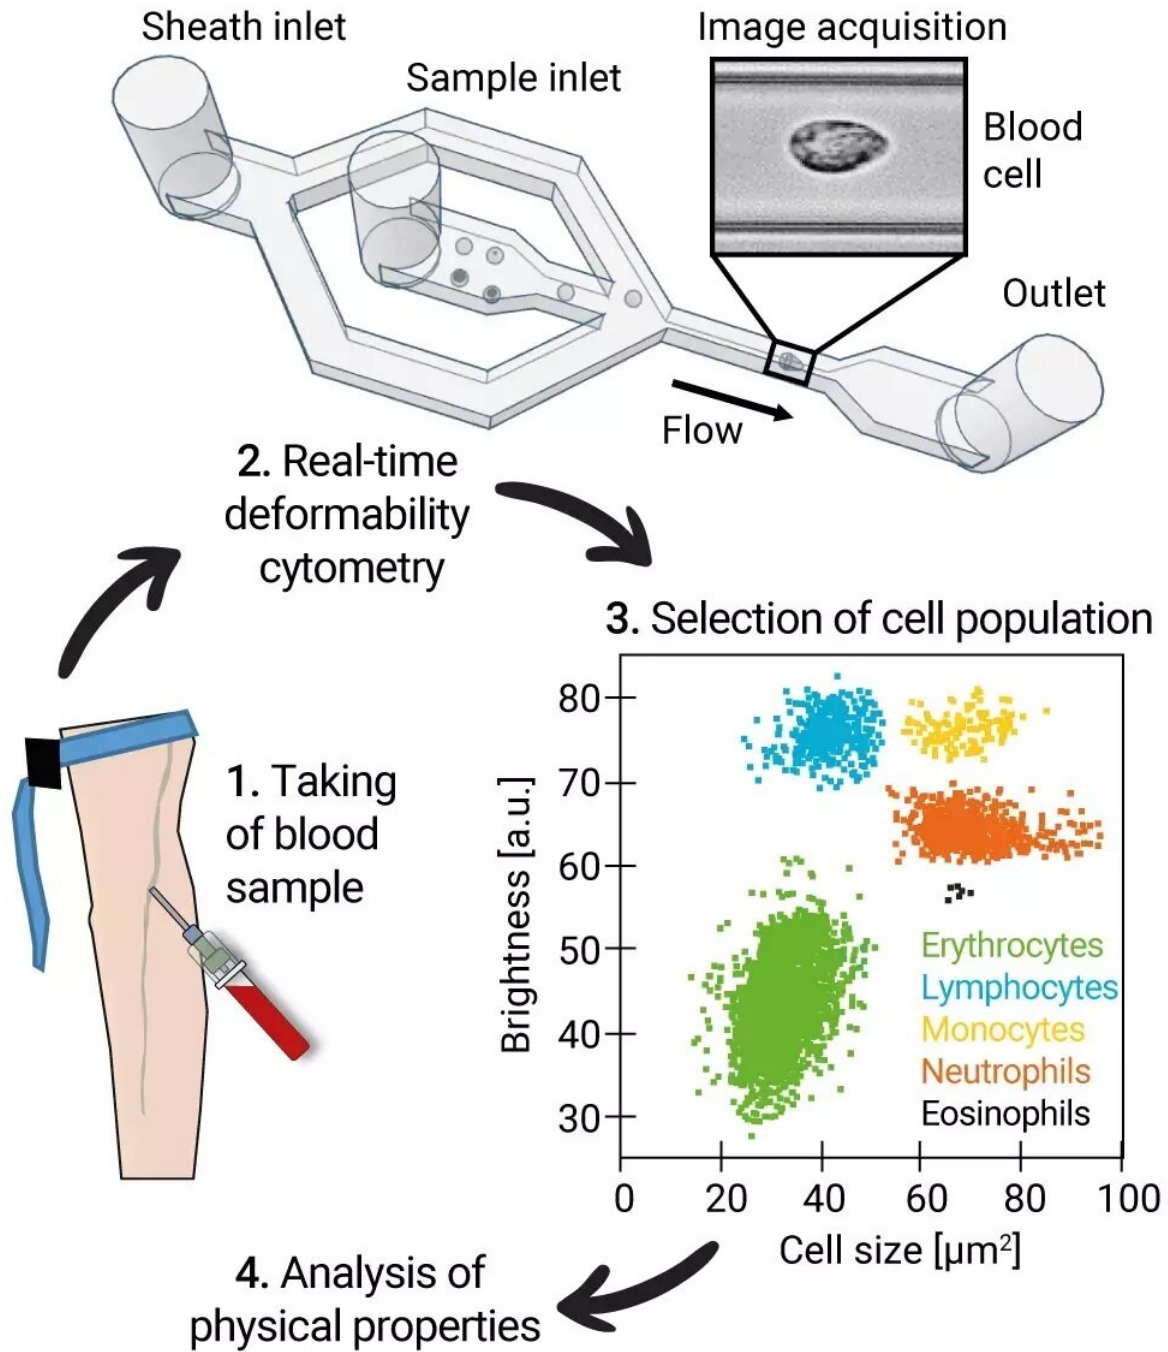 Sheath inlet
Sample inlet
Image acquisition
Blood
cell
Outlet
Flow
2. Real-time
deformability
cytometry
1. Taking
of blood
sample
3. Selection of cell population
Brightness [a.u.]
80
70
60
50
40
30
Erythrocytes
Lymphocytes
Monocytes
Neutrophils
Eosinophils
0 20 40 60 80 100
Cell size [µm²]
4. Analysis of
physical properties